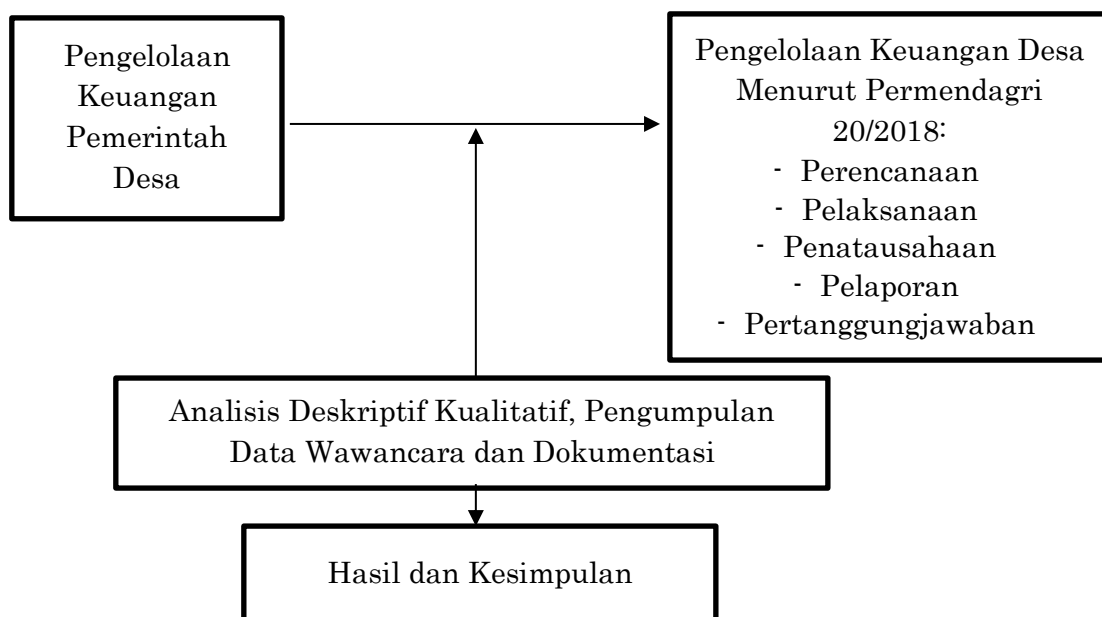 Pengelolaan
Keuangan
Pemerintah
Desa
Pengelolaan Keuangan Desa
Menurut Permendagri
20/2018:
- Perencanaan
- Pelaksanaan
- Penatausahaan
- Pelaporan
- Pertanggungjawaban
Analisis Deskriptif Kualitatif, Pengumpulan
Data Wawancara dan Dokumentasi
Hasil dan Kesimpulan